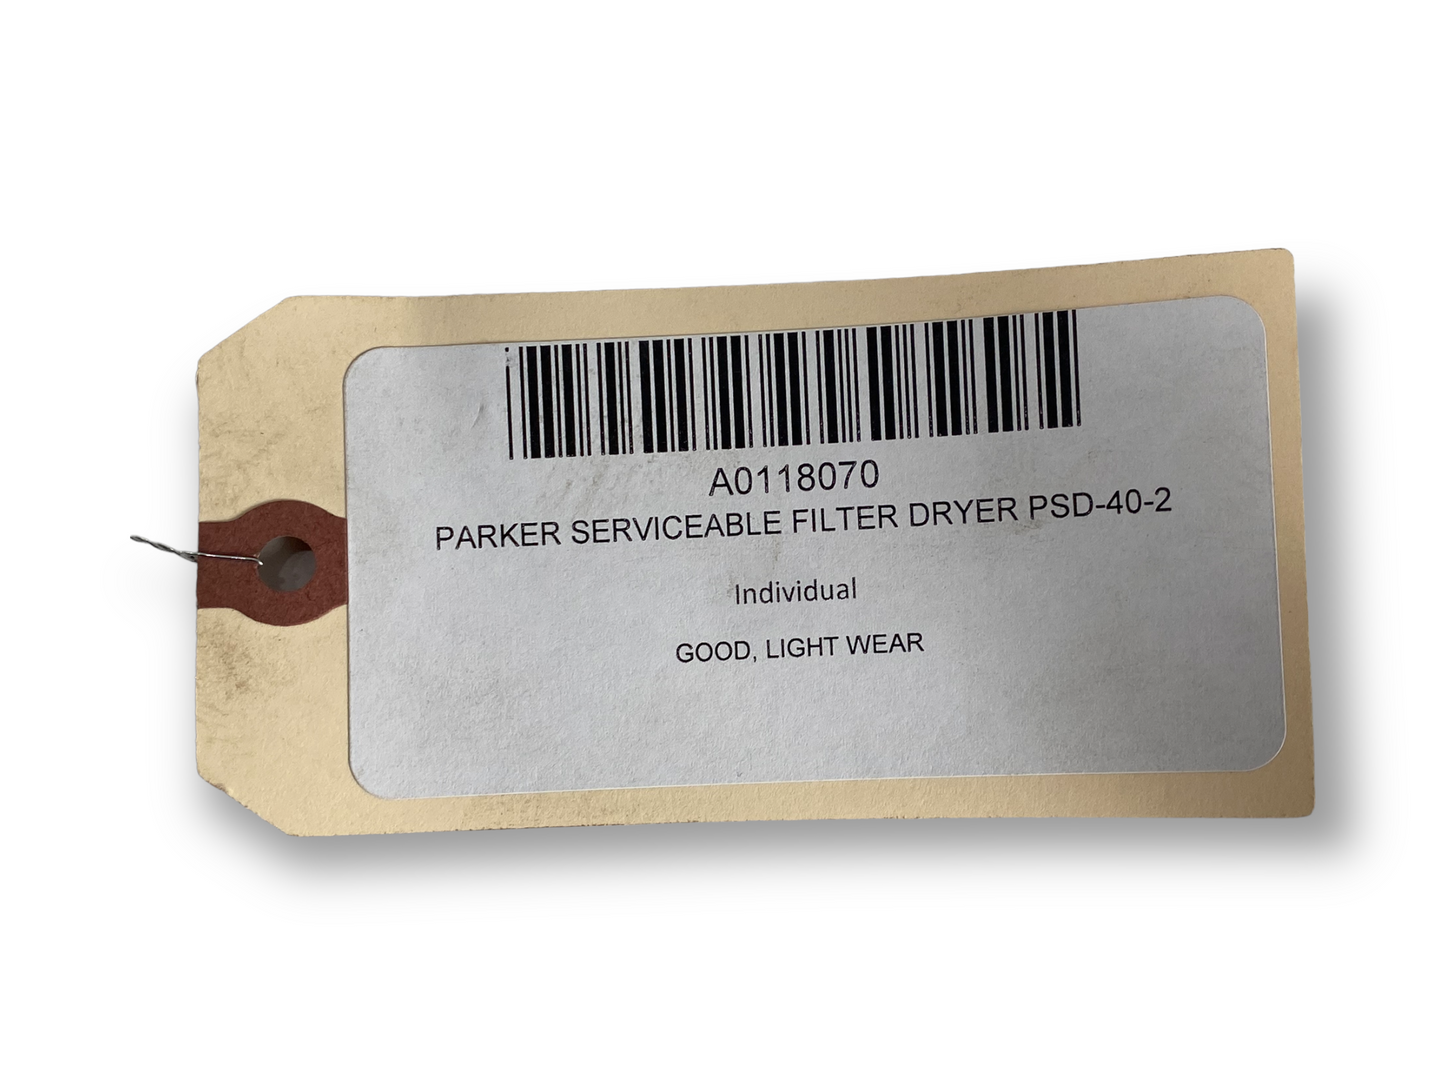 A0118070
PARKER SERVICEABLE FILTER DRYER PSD-40-2
Individual
GOOD, LIGHT WEAR